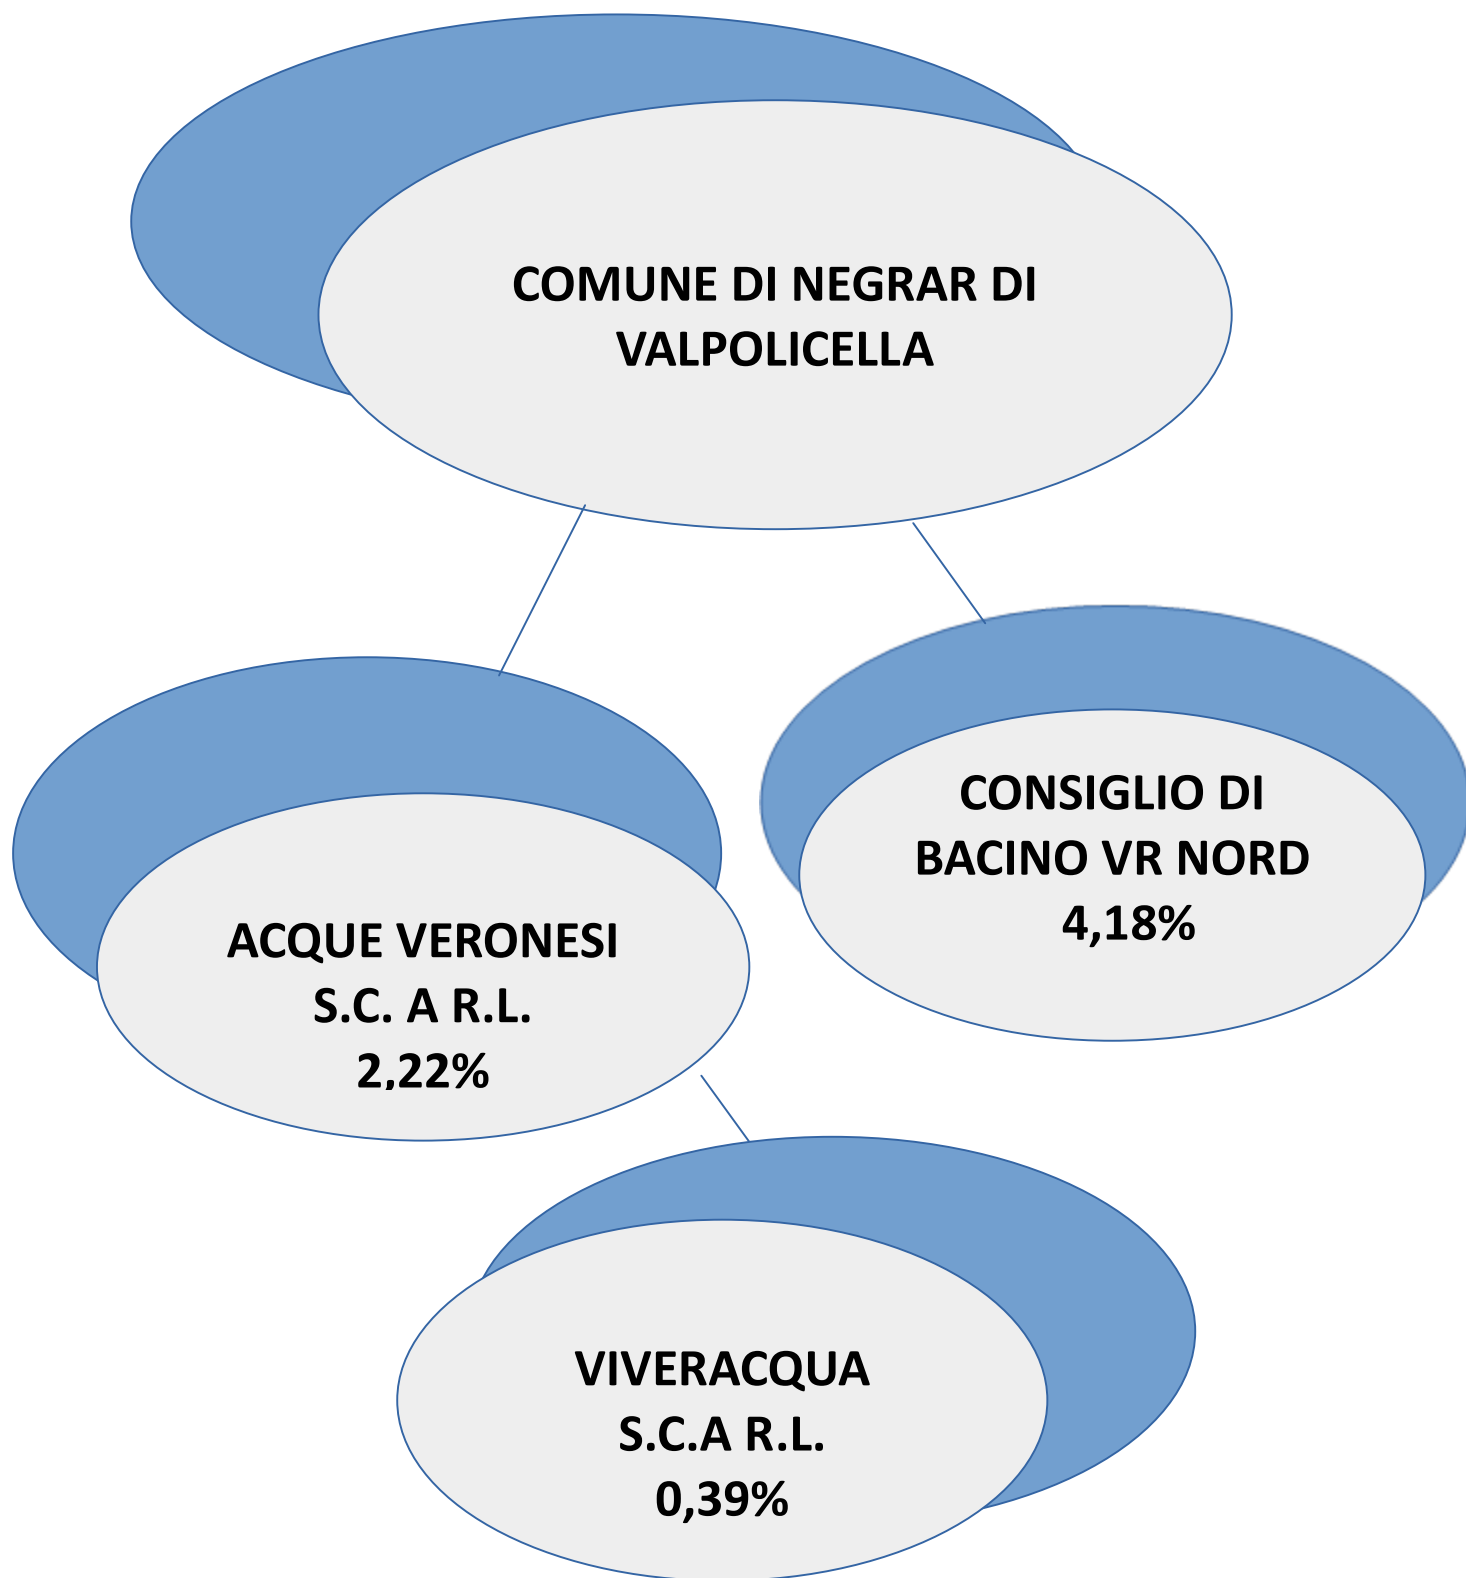 COMUNE DI NEGRAR DI
VALPOLICELLA
CONSIGLIO DI
BACINO VR NORD
4,18%
ACQUE VERONESI
S.C. A R.L.
2,22%
VIVERACQUA
S.C.A R.L.
0,39%